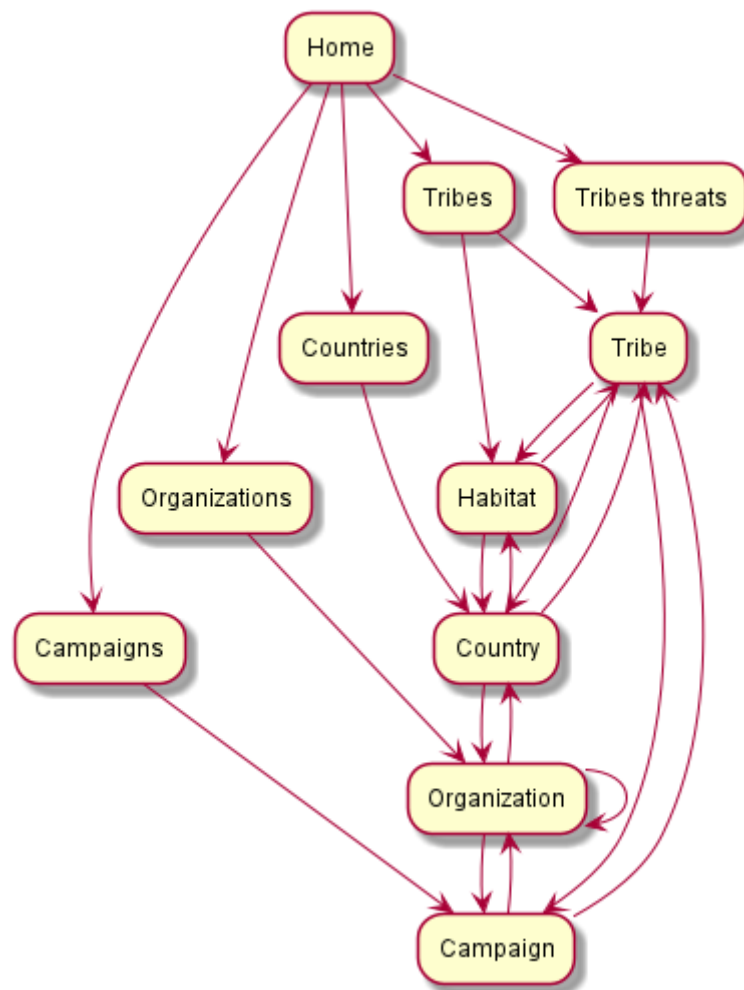 Home
Tribes
Tribes threats
Countries
Tribe
Organizations
Habitat
Campaigns
Country
Organization
Campaign